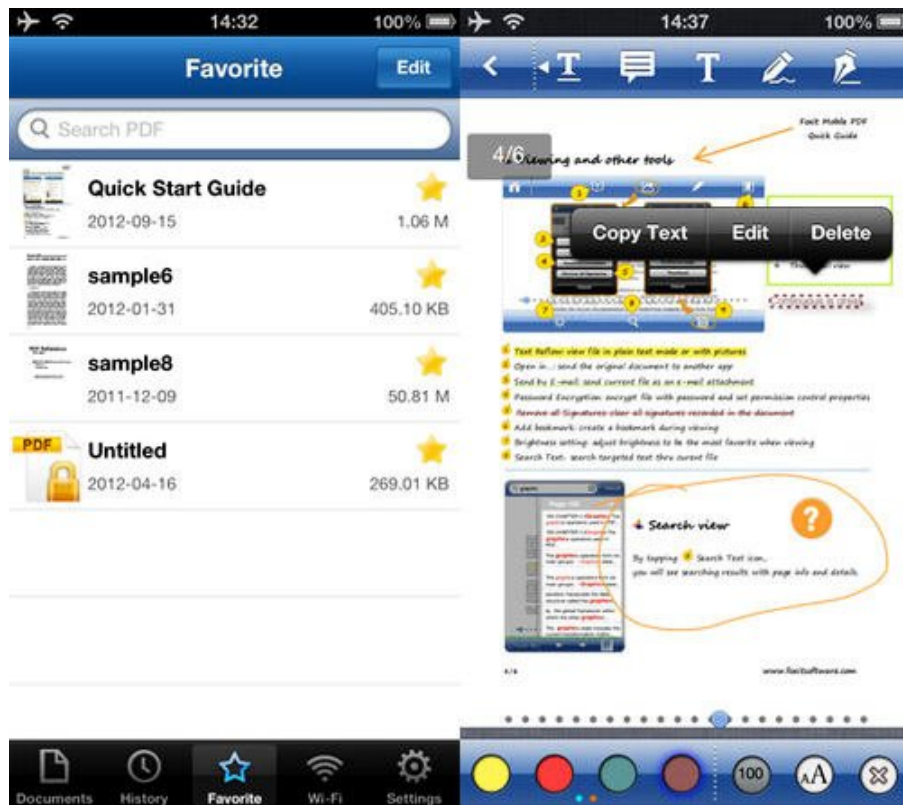 14:32
100%
Favorite
Edit
Search PDF
Quick Start Guide
2012-09-15
1.06 M
sample6
2012-01-31
405.10 KB
sample8
2011-12-09
50.81 M
PDF
Untitled
2012-04-16
269.01 KB
Documents
History
Favorite
Wi-Fi
Settings
14:37
100%
T
T
Foxit Mobile PDF
Quick Guide
4/6
Viewing and other tools
Copy Text
Edit
Delete
view
Text Reflow: view file in plain text mode or with pictures
Open in...: send the original document to another app
Send by E-mail: send current file as an e-mail attachment
Password Encryption: encrypt file with password and set permission control properties
Remove all Signatures: clear all signatures recorded in the document
Add bookmark: create a bookmark during viewing
Brightness setting: adjust brightness to be the most favorite when viewing
Search Text: search targeted text thru curent file
Search view
?
By tapping Search Text icon,
you will see searching results with page info and details.
www.foxitsoftware.com
100
AA